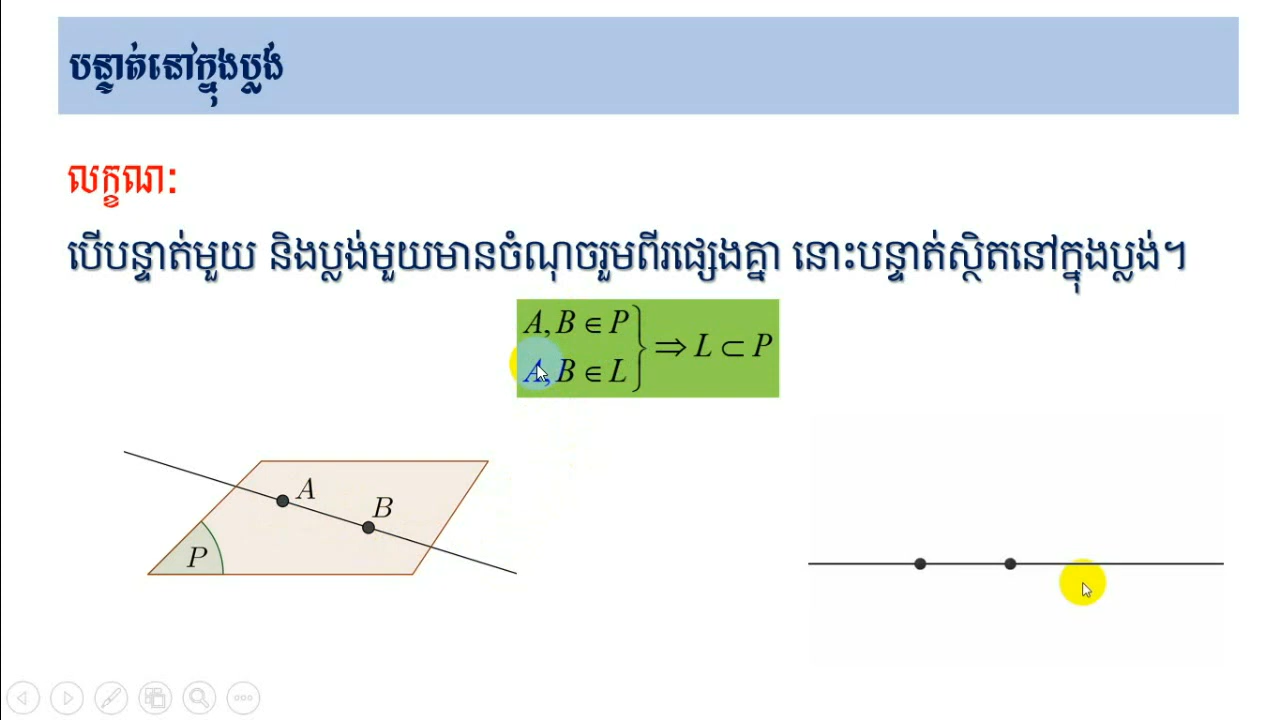 បន្ទាត់នៅក្នុងប្លង់
លក្ខណៈ
បើបន្ទាត់មួយ និងប្លង់មួយមានចំណុចរួមពីរផ្សេងគ្នា នោះបន្ទាត់ស្ថិតនៅក្នុងប្លង់។
A, B ∈ P
A, B ∈ L } ⇒ L ⊂ P
A
B
P